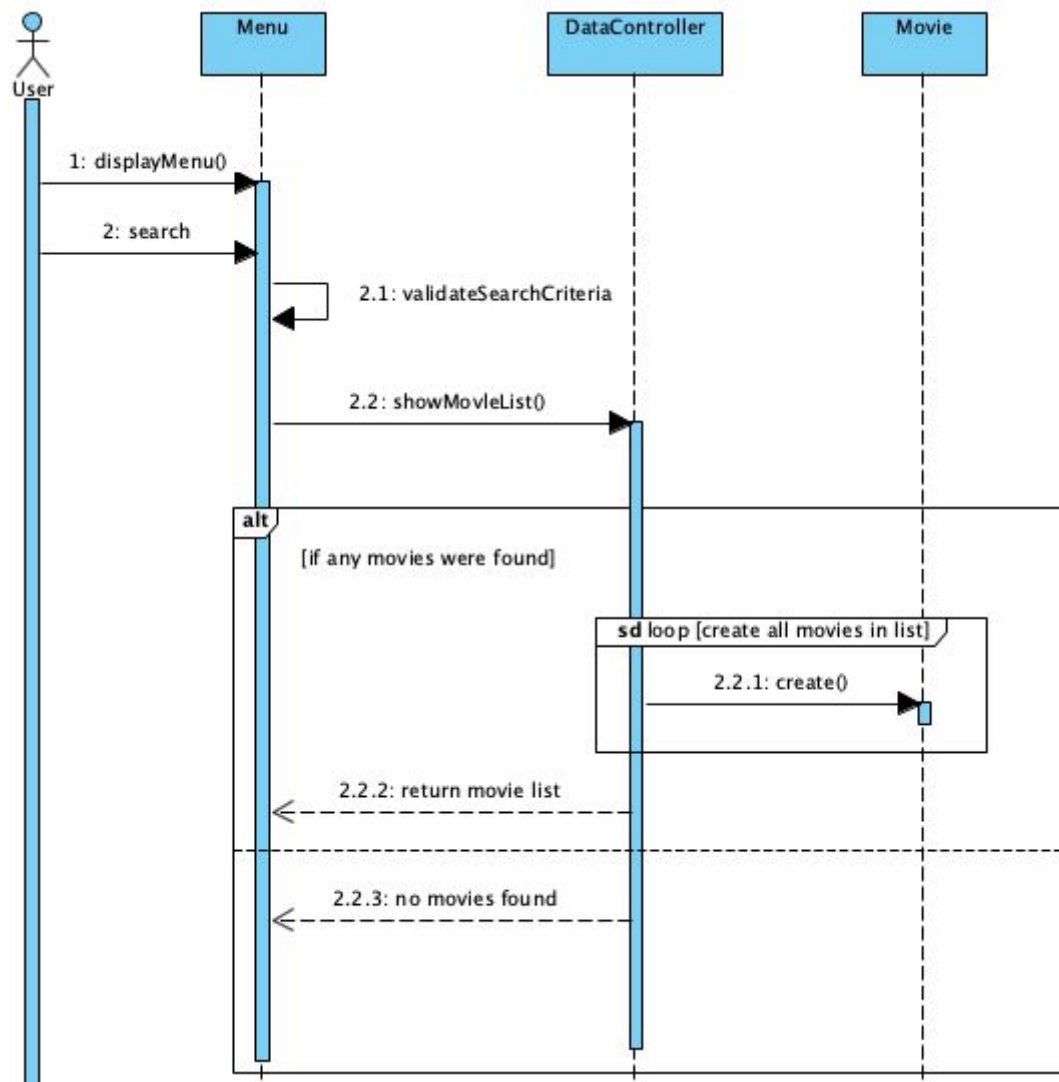 Menu
DataController
Movie
User
1: displayMenu()
2: search
2.1: validateSearchCriteria
2.2: showMovleList()
alt
[if any movies were found]
sd loop [create all movies in list]
2.2.1: create()
2.2.2: return movie list
2.2.3: no movies found